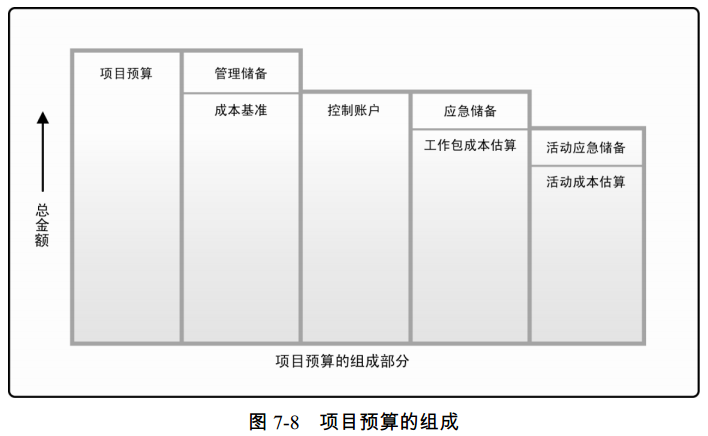 项目预算
管理储备
成本基准
控制账户
应急储备
工作包成本估算
活动应急储备
活动成本估算
总金额
项目预算的组成部分
图 7-8 项目预算的组成